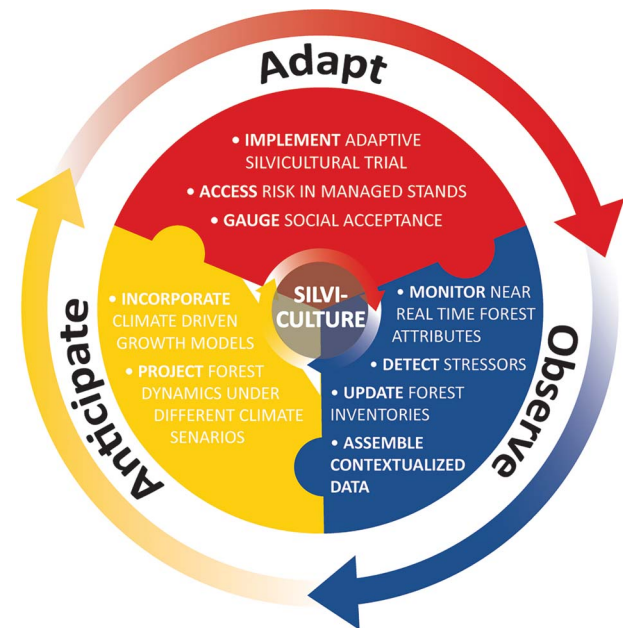 Adapt
• IMPLEMENT ADAPTIVE
SILVICULTURAL TRIAL
• ACCESS RISK IN MANAGED STANDS
• GAUGE SOCIAL ACCEPTANCE
SILVI-
CULTURE
Observe
• MONITOR NEAR
REAL TIME FOREST
ATTRIBUTES
• DETECT STRESSORS
• UPDATE FOREST
INVENTORIES
• ASSEMBLE
CONTEXTUALIZED
DATA
Anticipate
• INCORPORATE
CLIMATE DRIVEN
GROWTH MODELS
• PROJECT FOREST
DYNAMICS UNDER
DIFFERENT CLIMATE
SENARIOS